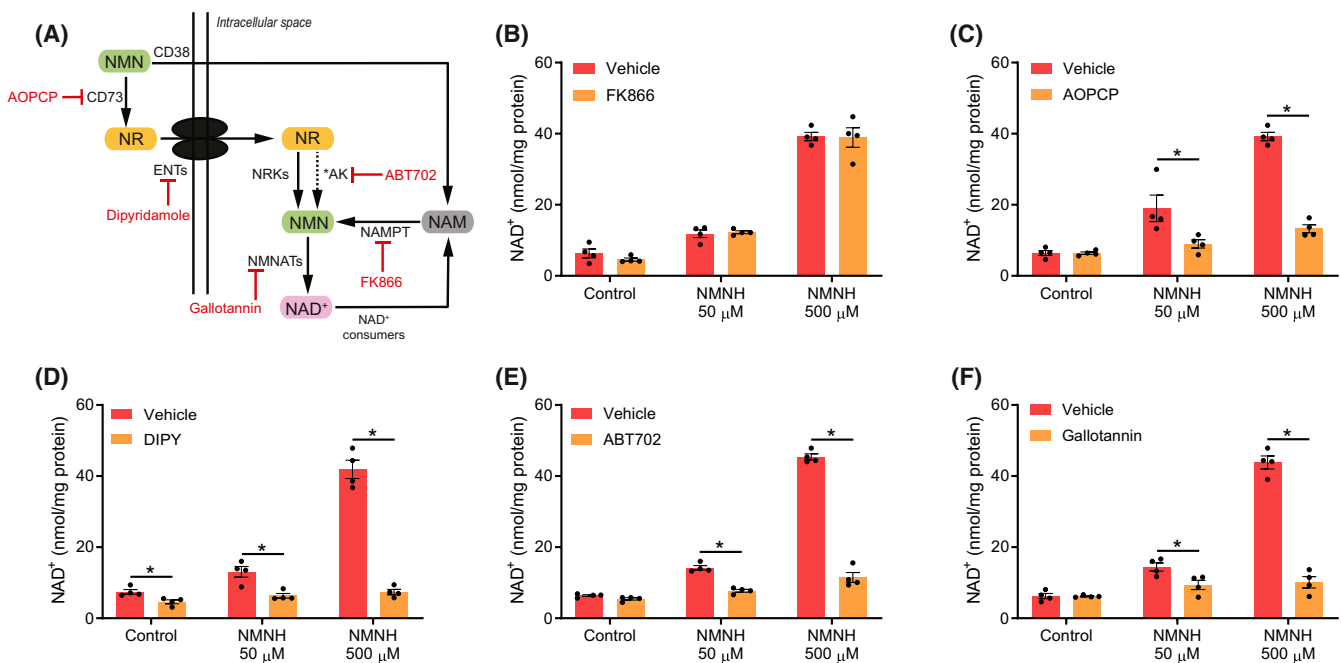 (A)
Intracellular space
NMN
CD38
AOPCP
CD73
NR
NR
ENTs
NRKs
*AK
ABT702
Dipyridamole
NMN
NAM
NAMPT
NMNATs
FK866
Gallotannin
NAD⁺
NAD⁺
consumers
(B)
NAD⁺ (nmol/mg protein)
60
40
20
0
Vehicle
FK866
Control
NMNH
50 µM
NMNH
500 µM
(C)
NAD⁺ (nmol/mg protein)
60
40
20
0
Vehicle
AOPCP
*
*
Control
NMNH
50 µM
NMNH
500 µM
(D)
NAD⁺ (nmol/mg protein)
60
40
20
0
Vehicle
DIPY
*
*
*
Control
NMNH
50 µM
NMNH
500 µM
(E)
NAD⁺ (nmol/mg protein)
60
40
20
0
Vehicle
ABT702
*
*
Control
NMNH
50 µM
NMNH
500 µM
(F)
NAD⁺ (nmol/mg protein)
60
40
20
0
Vehicle
Gallotannin
*
*
Control
NMNH
50 µM
NMNH
500 µM